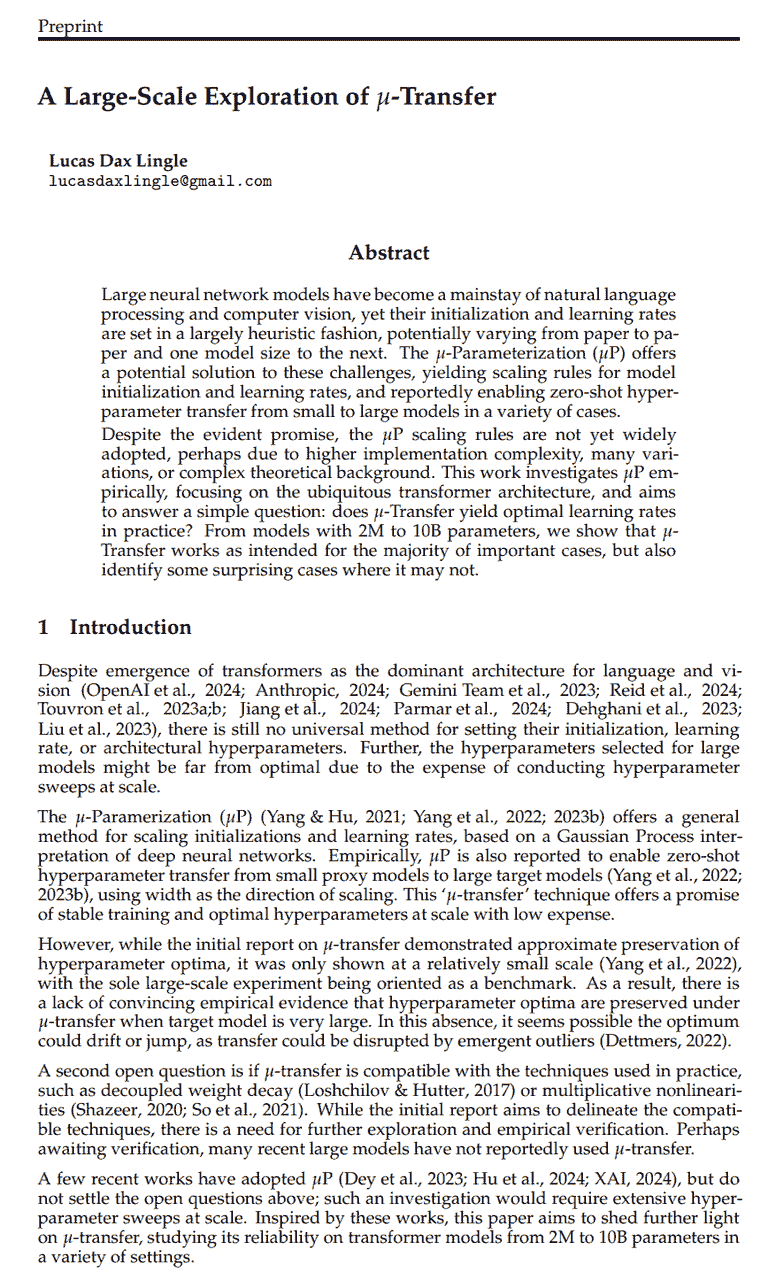 Preprint
A Large-Scale Exploration of μ-Transfer
Lucas Dax Lingle
lucasdaxlingle@gmail.com
Abstract
Large neural network models have become a mainstay of natural language
processing and computer vision, yet their initialization and learning rates
are set in a largely heuristic fashion, potentially varying from paper to pa-
per and one model size to the next. The μ-Parameterization (μP) offers
a potential solution to these challenges, yielding scaling rules for model
initialization and learning rates, and reportedly enabling zero-shot hyper-
parameter transfer from small to large models in a variety of cases.
Despite the evident promise, the μP scaling rules are not yet widely
adopted, perhaps due to higher implementation complexity, many vari-
ations, or complex theoretical background. This work investigates μP em-
pirically, focusing on the ubiquitous transformer architecture, and aims
to answer a simple question: does μ-Transfer yield optimal learning rates
in practice? From models with 2M to 10B parameters, we show that μ-
Transfer works as intended for the majority of important cases, but also
identify some surprising cases where it may not.
1 Introduction
Despite emergence of transformers as the dominant architecture for language and vi-
sion (OpenAI et al., 2024; Anthropic, 2024; Gemini Team et al., 2023; Reid et al., 2024;
Touvron et al., 2023a;b; Jiang et al., 2024; Parmar et al., 2024; Dehghani et al., 2023;
Liu et al., 2023), there is still no universal method for setting their initialization, learning
rate, or architectural hyperparameters. Further, the hyperparameters selected for large
models might be far from optimal due to the expense of conducting hyperparameter
sweeps at scale.
The μ-Paramerization (μP) (Yang & Hu, 2021; Yang et al., 2022; 2023b) offers a general
method for scaling initializations and learning rates, based on a Gaussian Process inter-
pretation of deep neural networks. Empirically, μP is also reported to enable zero-shot
hyperparameter transfer from small proxy models to large target models (Yang et al., 2022;
2023b), using width as the direction of scaling. This ‘μ-transfer’ technique offers a promise
of stable training and optimal hyperparameters at scale with low expense.
However, while the initial report on μ-transfer demonstrated approximate preservation of
hyperparameter optima, it was only shown at a relatively small scale (Yang et al., 2022),
with the sole large-scale experiment being oriented as a benchmark. As a result, there is
a lack of convincing empirical evidence that hyperparameter optima are preserved under
μ-transfer when target model is very large. In this absence, it seems possible the optimum
could drift or jump, as transfer could be disrupted by emergent outliers (Dettmers, 2022).
A second open question is if μ-transfer is compatible with the techniques used in practice,
such as decoupled weight decay (Loshchilov & Hutter, 2017) or multiplicative nonlineari-
ties (Shazeer, 2020; So et al., 2021). While the initial report aims to delineate the compati-
ble techniques, there is a need for further exploration and empirical verification. Perhaps
awaiting verification, many recent large models have not reportedly used μ-transfer.
A few recent works have adopted μP (Dey et al., 2023; Hu et al., 2024; XAI, 2024), but do
not settle the open questions above; such an investigation would require extensive hyper-
parameter sweeps at scale. Inspired by these works, this paper aims to shed further light
on μ-transfer, studying its reliability on transformer models from 2M to 10B parameters in
a variety of settings.